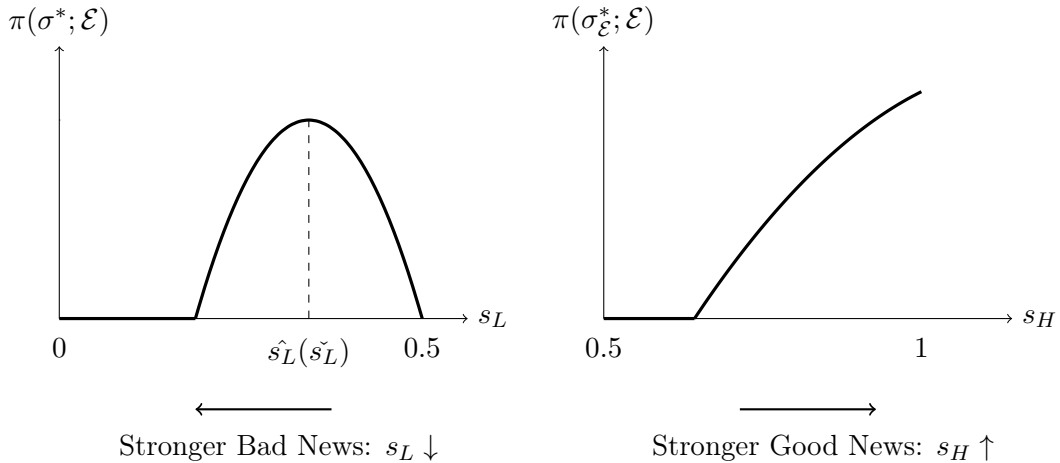 π(σ*; ℰ)
s_L
0
ŝ_L(š_L)
0.5
Stronger Bad News: s_L ↓
π(σ*_ℰ; ℰ)
s_H
0.5
1
Stronger Good News: s_H ↑